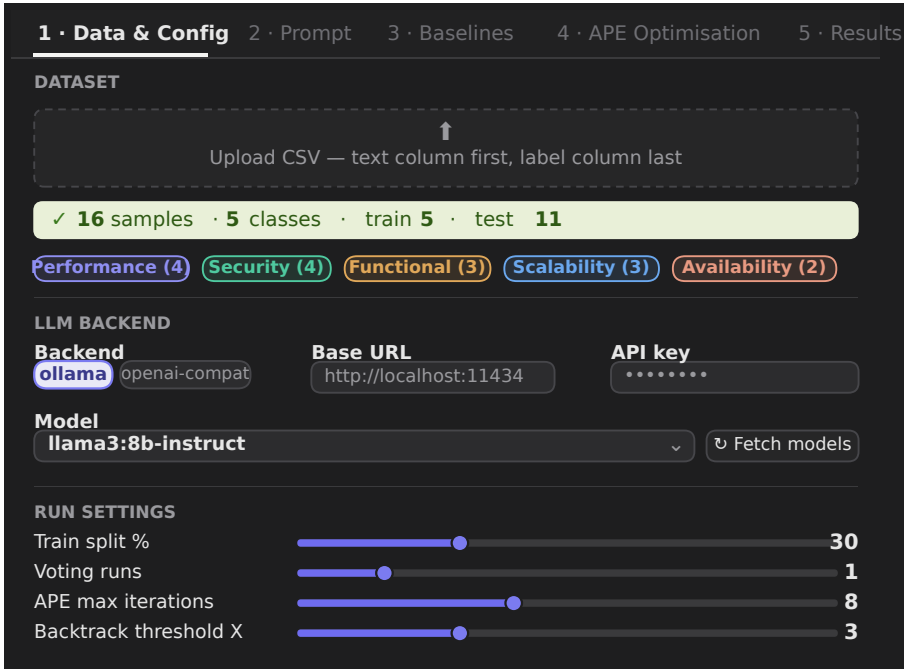 1 · Data & Config 2 · Prompt 3 · Baselines 4 · APE Optimisation 5 · Results
DATASET
⬆
Upload CSV — text column first, label column last
✓ 16 samples · 5 classes · train 5 · test 11
Performance (4) Security (4) Functional (3) Scalability (3) Availability (2)
LLM BACKEND
Backend Base URL API key
ollama openai-compat http://localhost:11434 ••••••••
Model
llama3:8b-instruct ⌄ ↻ Fetch models
RUN SETTINGS
Train split % 30
Voting runs 1
APE max iterations 8
Backtrack threshold X 3